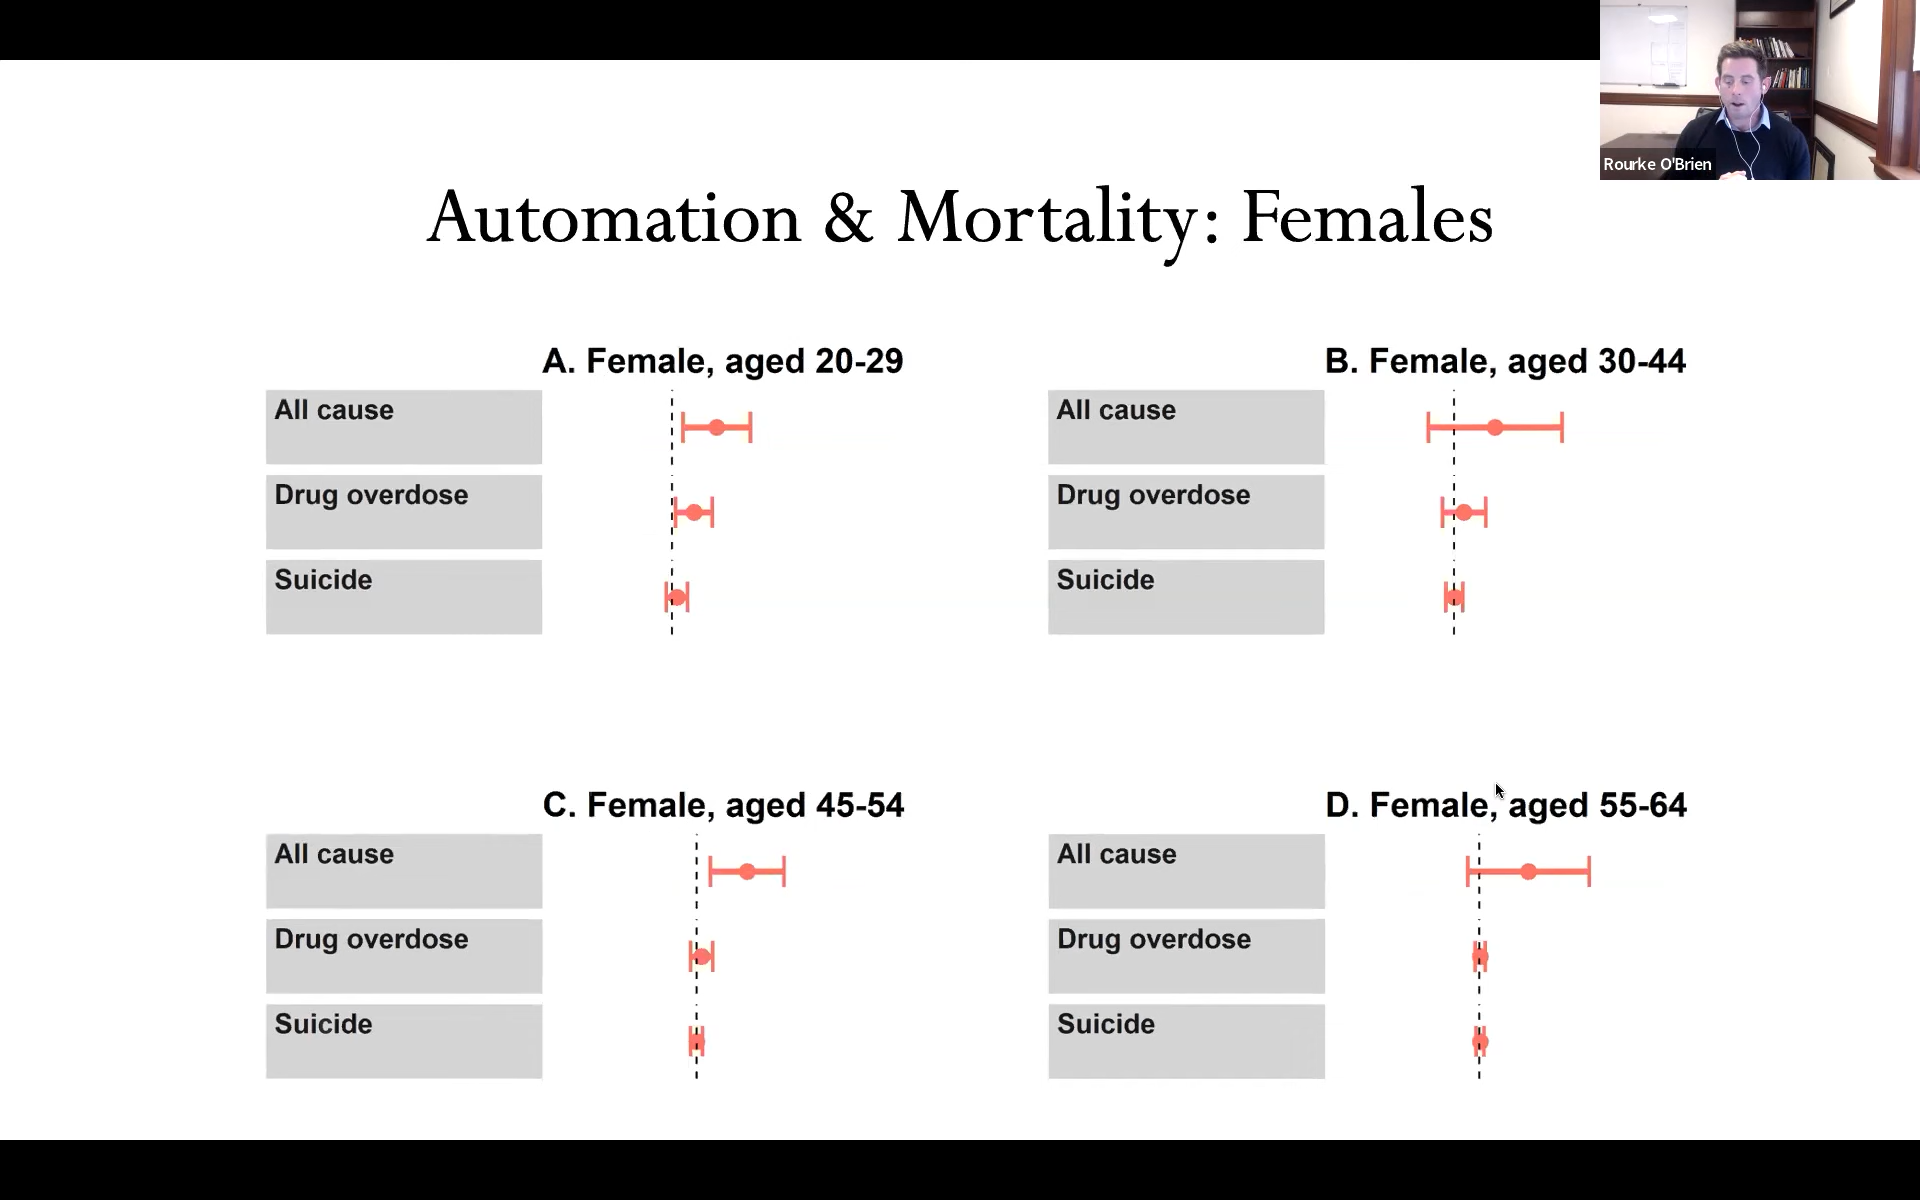 Rourke O'Brien
Automation & Mortality: Females
A. Female, aged 20-29
All cause
Drug overdose
Suicide
B. Female, aged 30-44
All cause
Drug overdose
Suicide
C. Female, aged 45-54
All cause
Drug overdose
Suicide
D. Female, aged 55-64
All cause
Drug overdose
Suicide